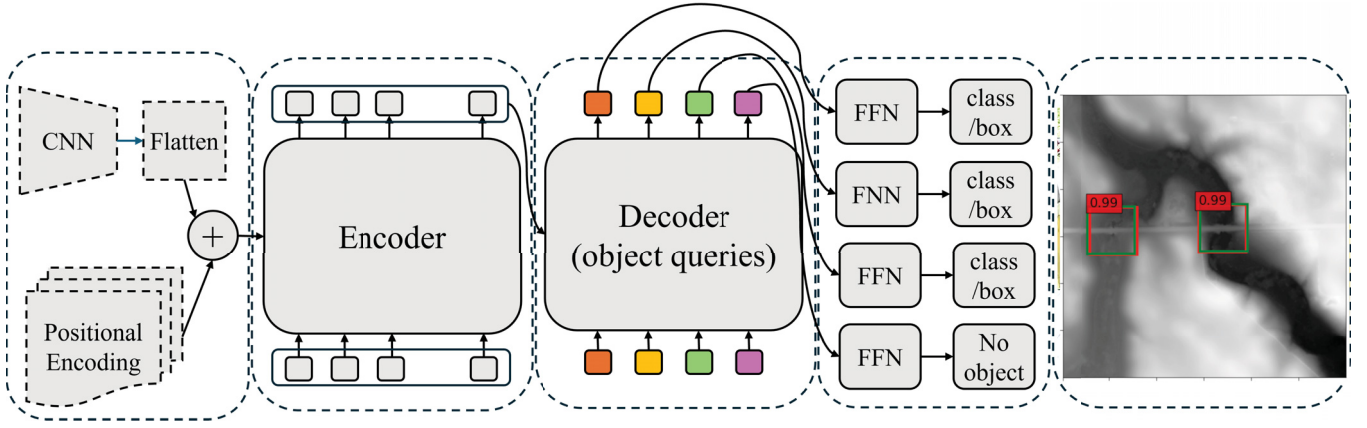 CNN
Flatten
+
Positional
Encoding
Encoder
Decoder
(object queries)
FFN
class
/box
FNN
class
/box
FFN
class
/box
FFN
No
object
0.99
0.99